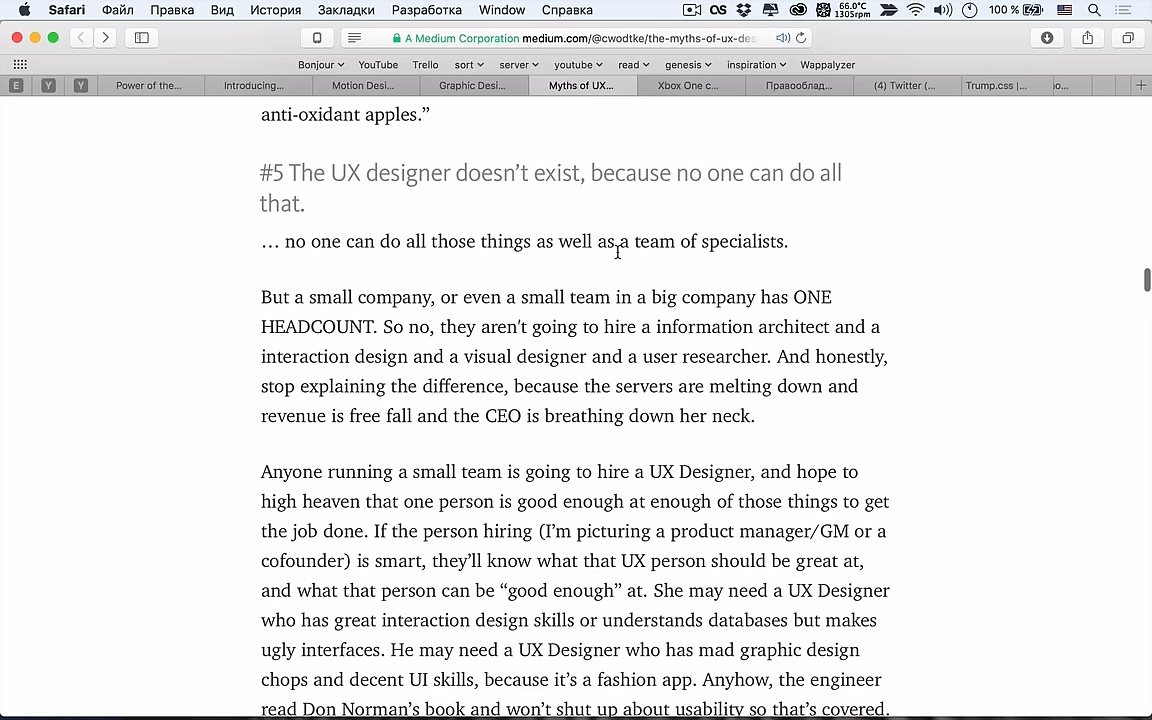 Safari Файл Правка Вид История Закладки Разработка Window Справка OS 66.0°C 1305rpm 100 %
A Medium Corporation medium.com/@cwodtke/the-myths-of-ux-des
Bonjour YouTube Trello sort server youtube read genesis inspiration Wappalyzer
E Y Y Power of the... Introducing... Motion Desi... Graphic Desi... Myths of UX... Xbox One c... Правооблад... (4) Twitter (... Trump.css |...
anti-oxidant apples.”
#5 The UX designer doesn’t exist, because no one can do all
that.
… no one can do all those things as well as a team of specialists.
But a small company, or even a small team in a big company has ONE
HEADCOUNT. So no, they aren't going to hire a information architect and a
interaction design and a visual designer and a user researcher. And honestly,
stop explaining the difference, because the servers are melting down and
revenue is free fall and the CEO is breathing down her neck.
Anyone running a small team is going to hire a UX Designer, and hope to
high heaven that one person is good enough at enough of those things to get
the job done. If the person hiring (I’m picturing a product manager/GM or a
cofounder) is smart, they’ll know what that UX person should be great at,
and what that person can be “good enough” at. She may need a UX Designer
who has great interaction design skills or understands databases but makes
ugly interfaces. He may need a UX Designer who has mad graphic design
chops and decent UI skills, because it’s a fashion app. Anyhow, the engineer
read Don Norman’s book and won’t shut up about usability so that’s covered.